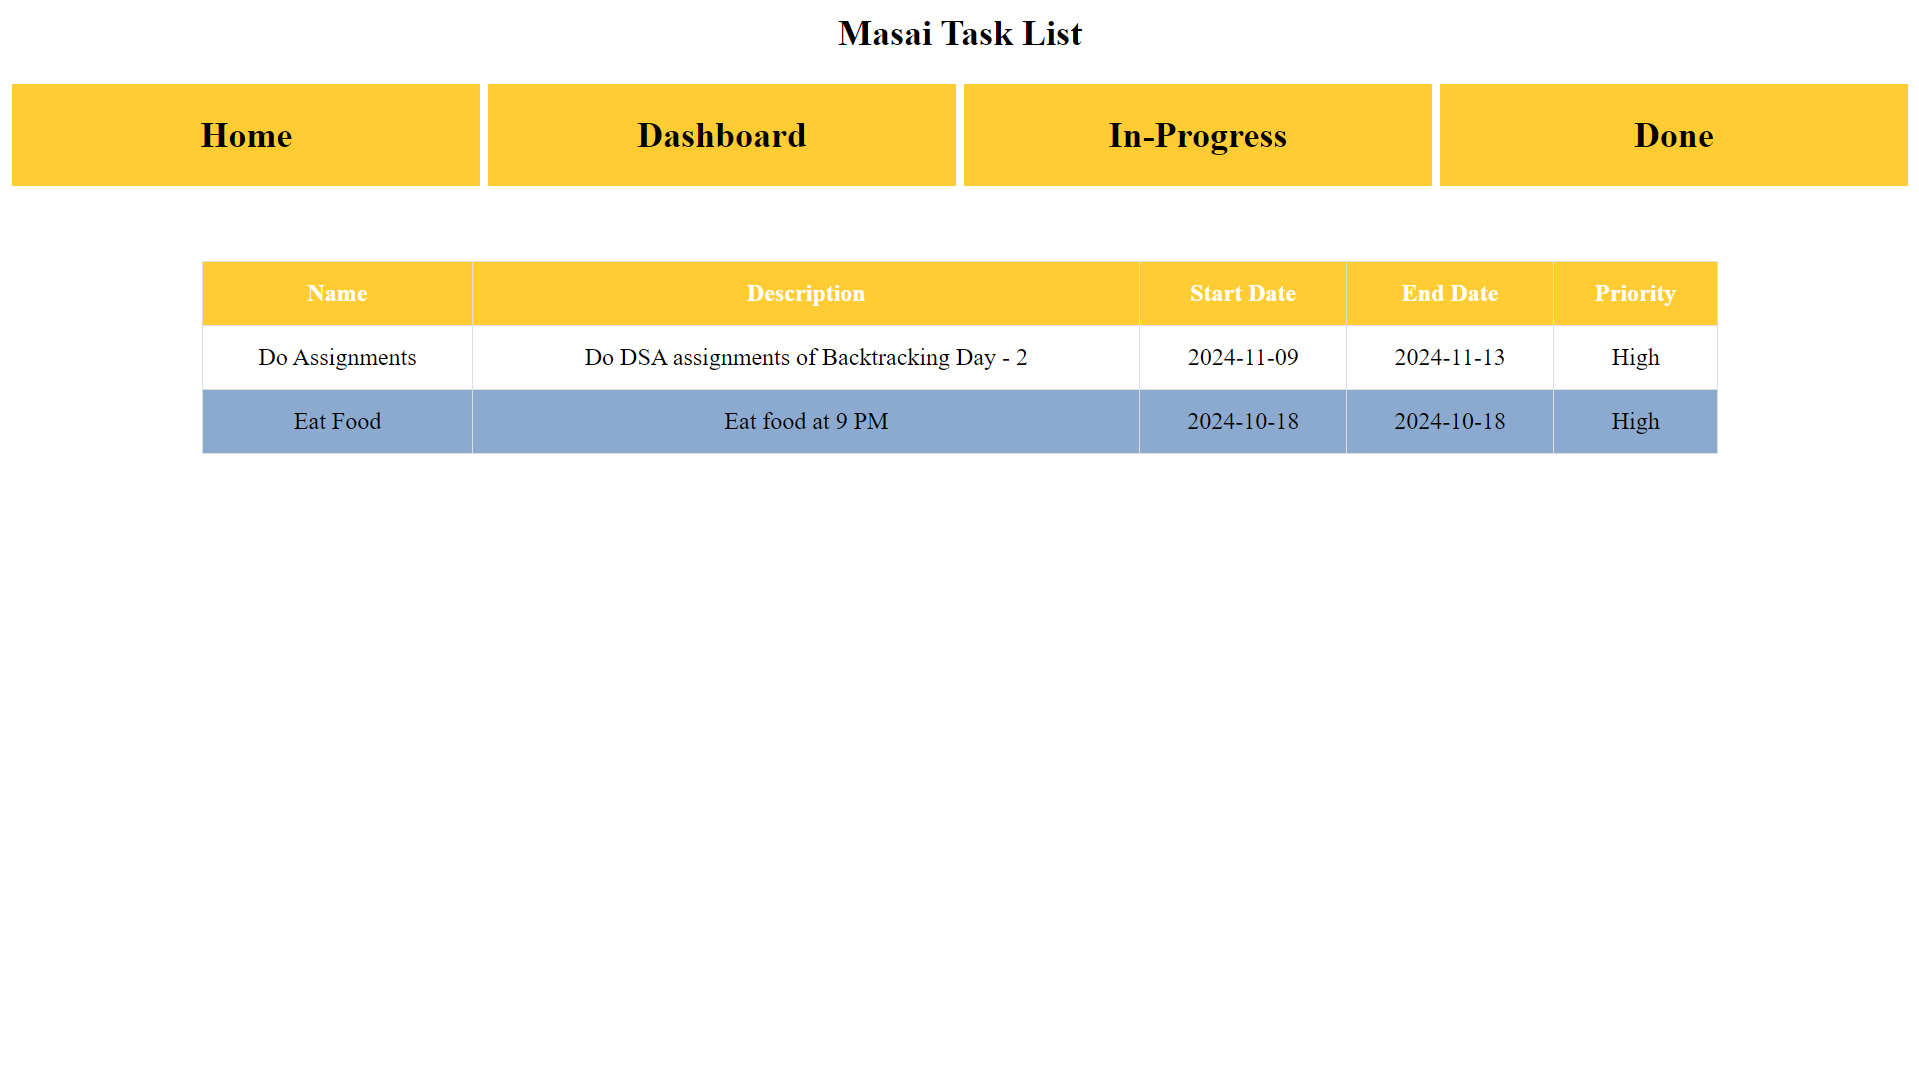 Masai Task List
Home Dashboard In-Progress Done
Name Description Start Date End Date Priority
Do Assignments Do DSA assignments of Backtracking Day - 2 2024-11-09 2024-11-13 High
Eat Food Eat food at 9 PM 2024-10-18 2024-10-18 High